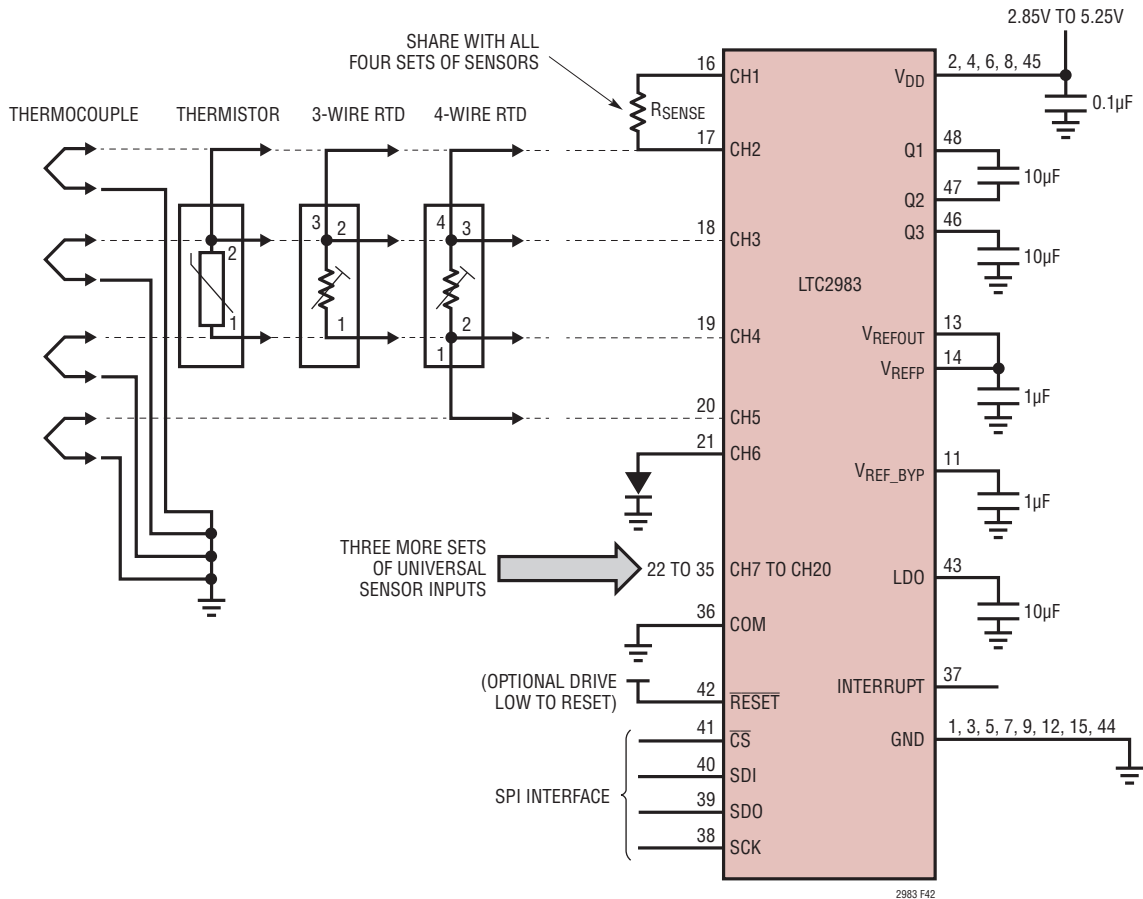 2.85V TO 5.25V
SHARE WITH ALL
FOUR SETS OF SENSORS
THERMOCOUPLE
THERMISTOR
3-WIRE RTD
4-WIRE RTD
2
1
3
2
1
4
3
2
1
RSENSE
16
CH1
17
CH2
18
CH3
19
CH4
20
CH5
21
CH6
THREE MORE SETS
OF UNIVERSAL
SENSOR INPUTS
22 TO 35
CH7 TO CH20
36
COM
(OPTIONAL DRIVE
LOW TO RESET)
42
RESET
SPI INTERFACE
41
CS
40
SDI
39
SDO
38
SCK
LTC2983
VDD
2, 4, 6, 8, 45
0.1µF
Q1
48
10µF
Q2
47
Q3
46
10µF
VREFOUT
13
VREFP
14
1µF
VREF_BYP
11
1µF
LDO
43
10µF
INTERRUPT
37
GND
1, 3, 5, 7, 9, 12, 15, 44
2983 F42